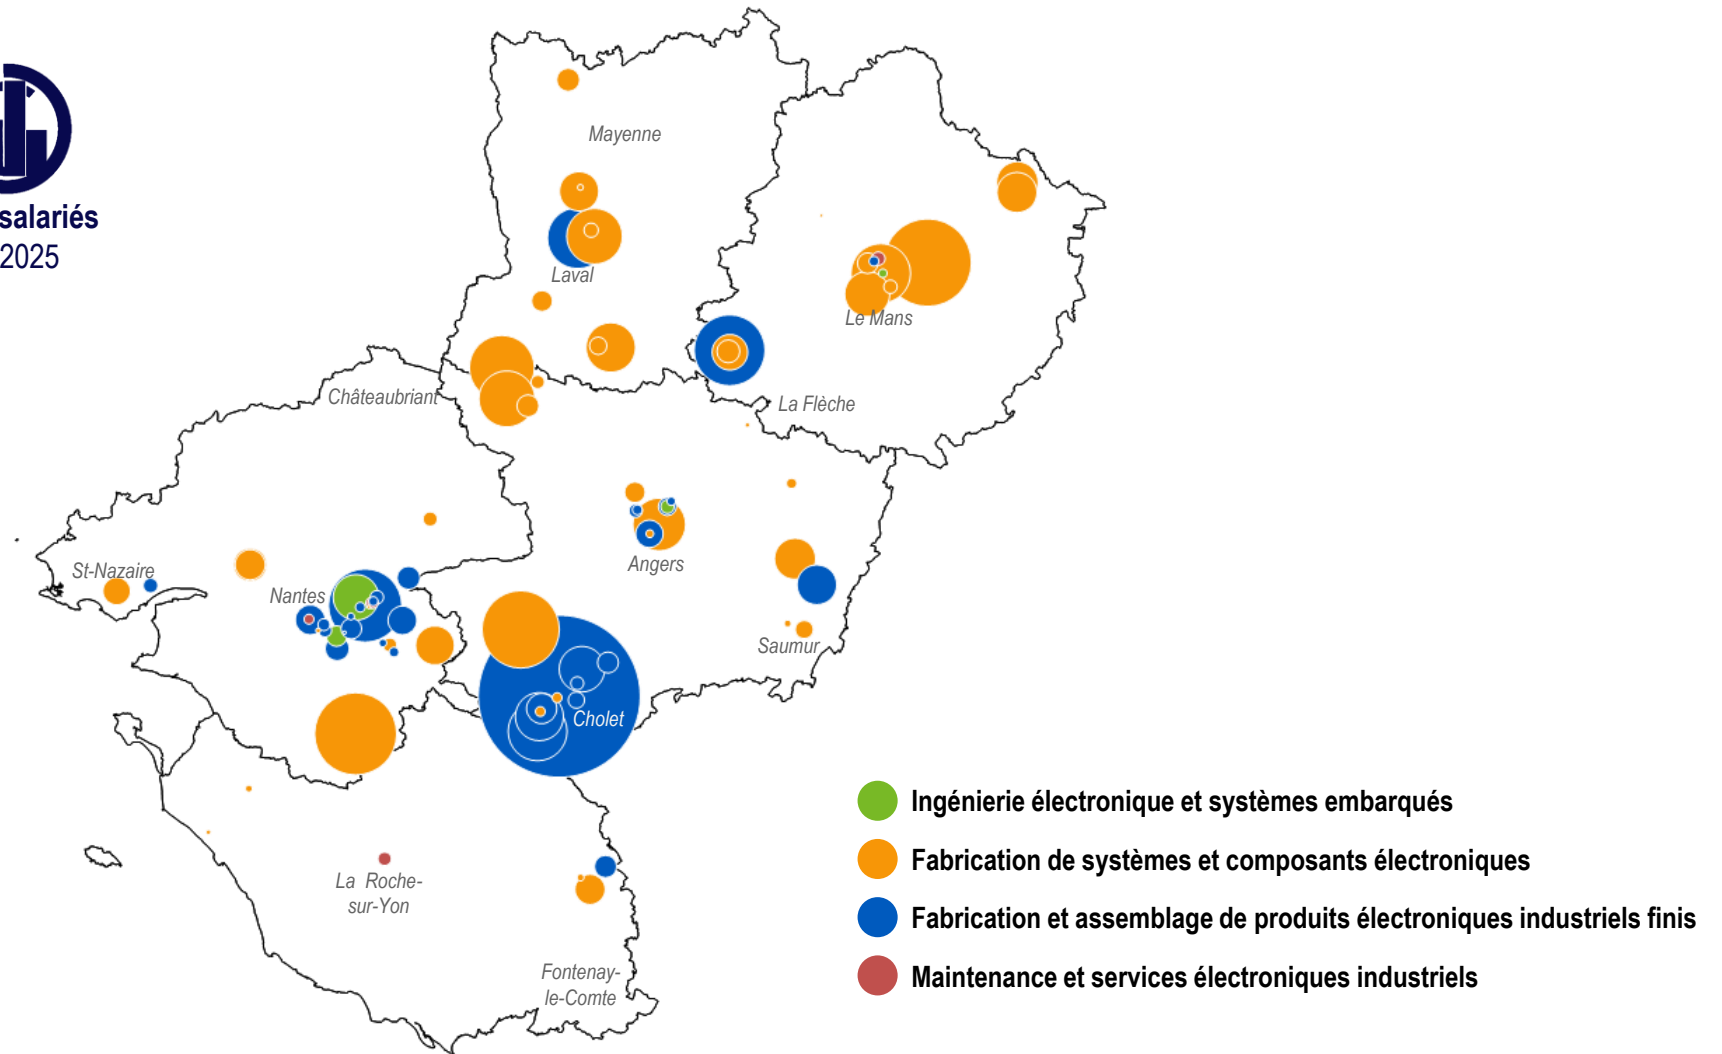 salariés
2025
Mayenne
Laval
Le Mans
Châteaubriant
La Flèche
St-Nazaire
Nantes
Angers
Saumur
Cholet
La Roche-
sur-Yon
Fontenay-
le-Comte
Ingénierie électronique et systèmes embarqués
Fabrication de systèmes et composants électroniques
Fabrication et assemblage de produits électroniques industriels finis
Maintenance et services électroniques industriels